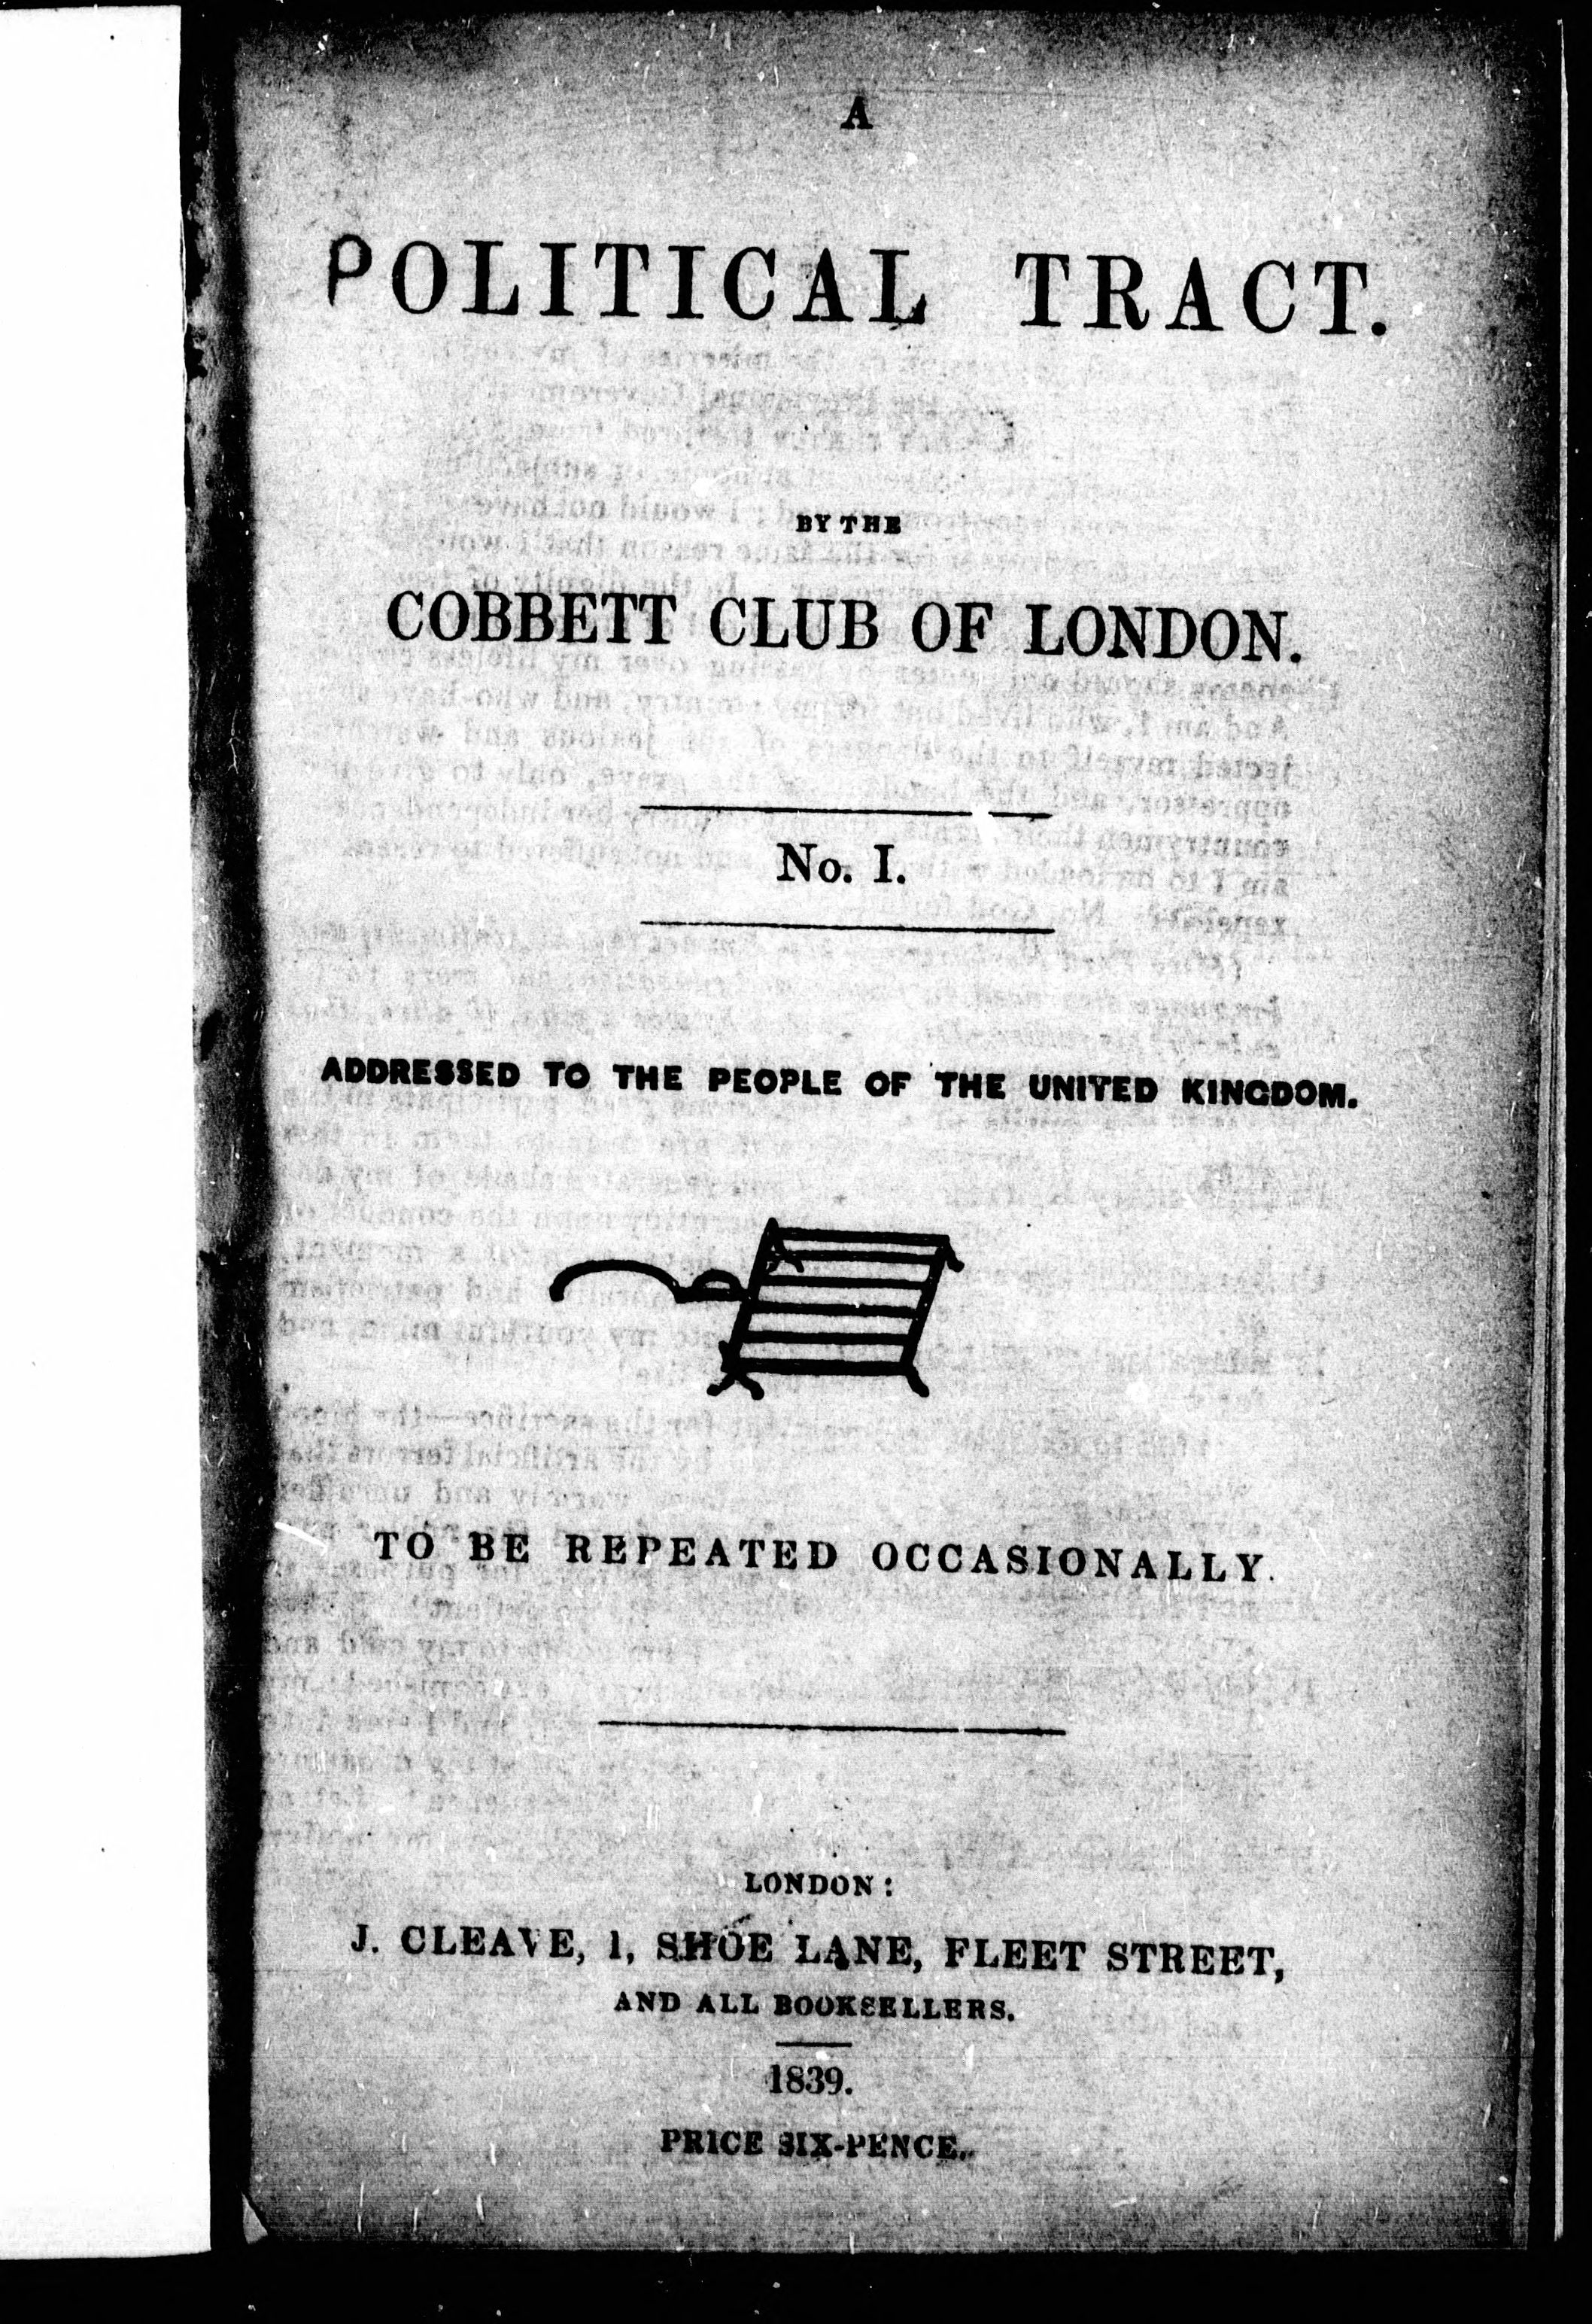 A
POLITICAL TRACT.
BY THE
COBBETT CLUB OF LONDON.
No. I.
ADDRESSED TO THE PEOPLE OF THE UNITED KINGDOM.
TO BE REPEATED OCCASIONALLY.
LONDON:
J. CLEAVE, 1, SHOE LANE, FLEET STREET,
AND ALL BOOKSELLERS.
1839.
PRICE SIX-PENCE.